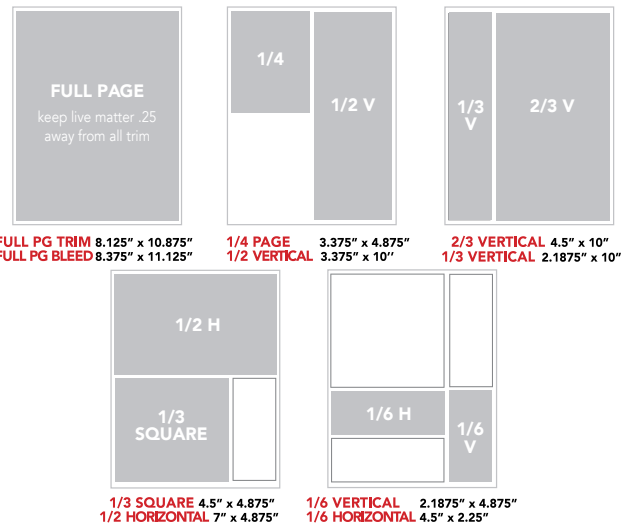 FULL PAGE
keep live matter .25
away from all trim
1/4
1/2 V
1/3
V
2/3 V
FULL PG TRIM 8.125" x 10.875"
FULL PG BLEED 8.375" x 11.125"
1/4 PAGE 3.375" x 4.875"
1/2 VERTICAL 3.375" x 10''
2/3 VERTICAL 4.5" x 10"
1/3 VERTICAL 2.1875" x 10"
1/2 H
1/3
SQUARE
1/6 H
1/6
V
1/3 SQUARE 4.5" x 4.875"
1/2 HORIZONTAL 7" x 4.875"
1/6 VERTICAL 2.1875" x 4.875"
1/6 HORIZONTAL 4.5" x 2.25"